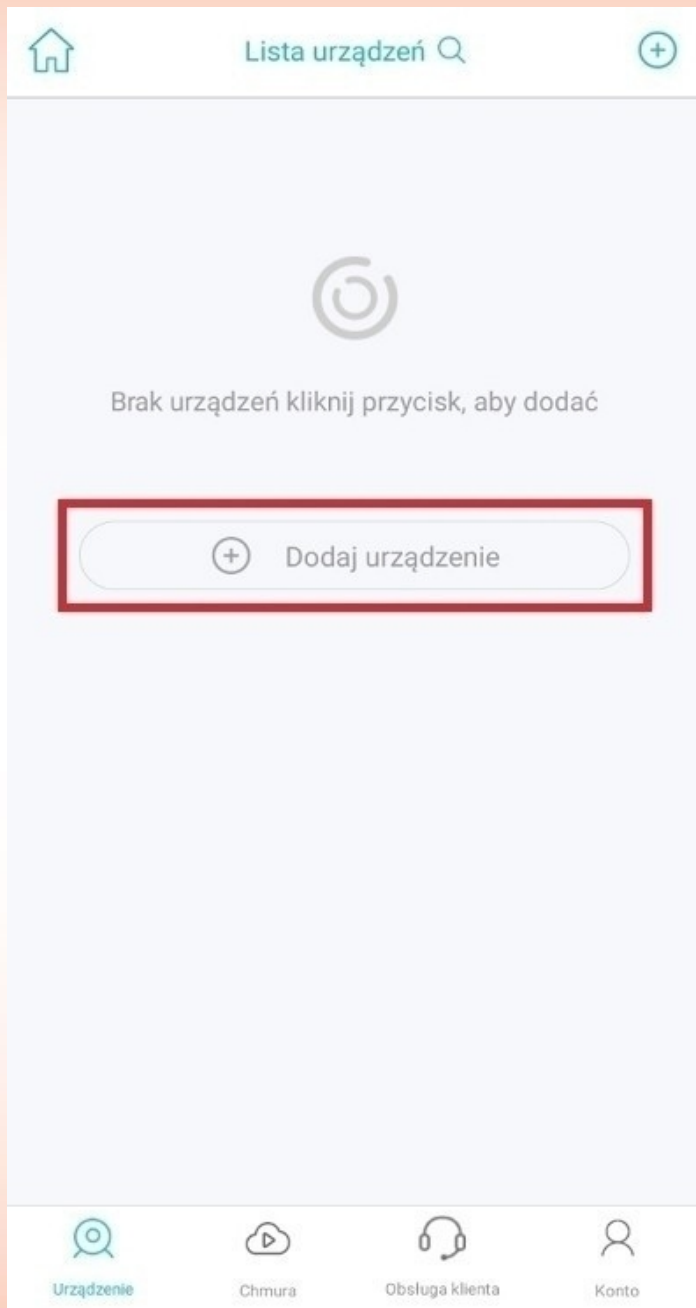 Lista urządzeń
Brak urządzeń kliknij przycisk, aby dodać
Dodaj urządzenie
Urządzenie
Chmura
Obsługa klienta
Konto